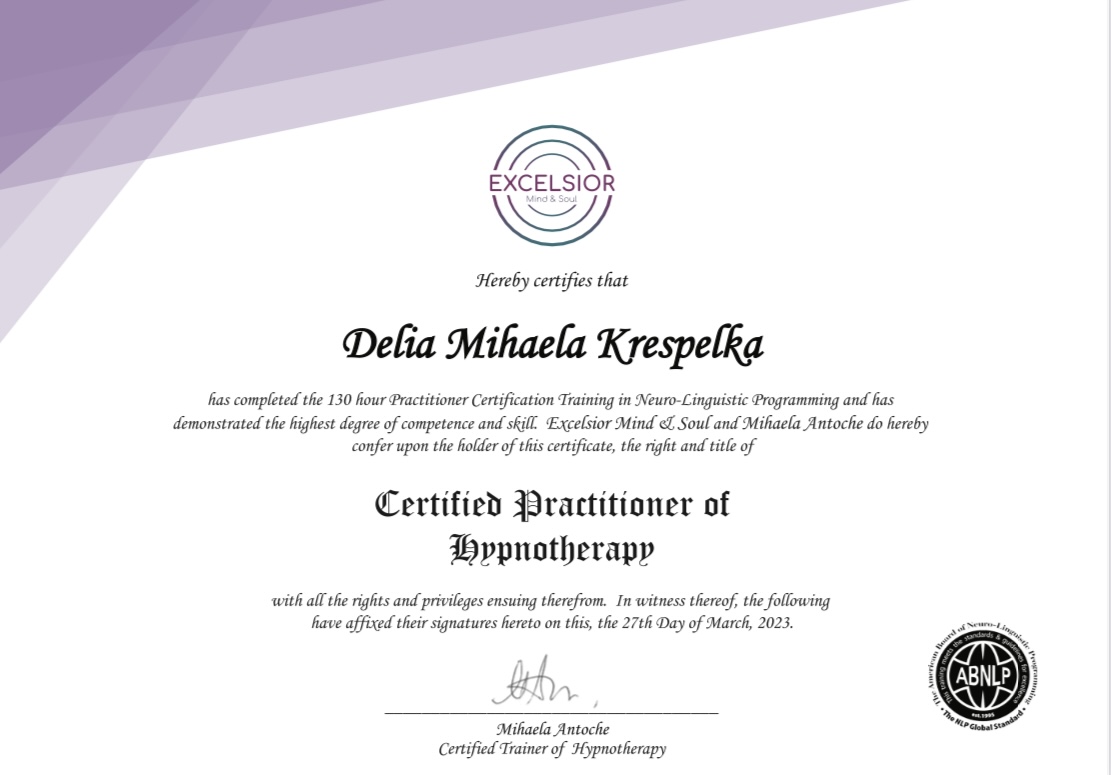 EXCELSIOR
Mind & Soul
Hereby certifies that
Delia Mihaela Krespelka
has completed the 130 hour Practitioner Certification Training in Neuro-Linguistic Programming and has
demonstrated the highest degree of competence and skill. Excelsior Mind & Soul and Mihaela Antoche do hereby
confer upon the holder of this certificate, the right and title of
Certified Practitioner of
Hypnotherapy
with all the rights and privileges ensuing therefrom. In witness thereof, the following
have affixed their signatures hereto on this, the 27th Day of March, 2023.
Mihaela Antoche
Certified Trainer of Hypnotherapy
The American Board of Neuro-Linguistic Programming
This training meets the standards & guidelines for excellence
ABNLP
est.1995
The NLP Global Standard